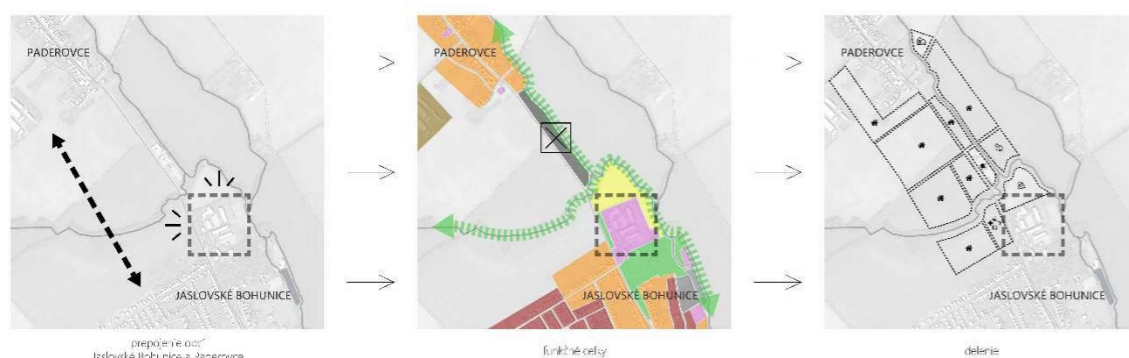 PADEROVCE
JASLOVSKÉ BOHUNICE
prepojenie obcí
Jaslovské Bohunice a Paderovce
PADEROVCE
JASLOVSKÉ BOHUNICE
funkčné celky
PADEROVCE
JASLOVSKÉ BOHUNICE
delenie